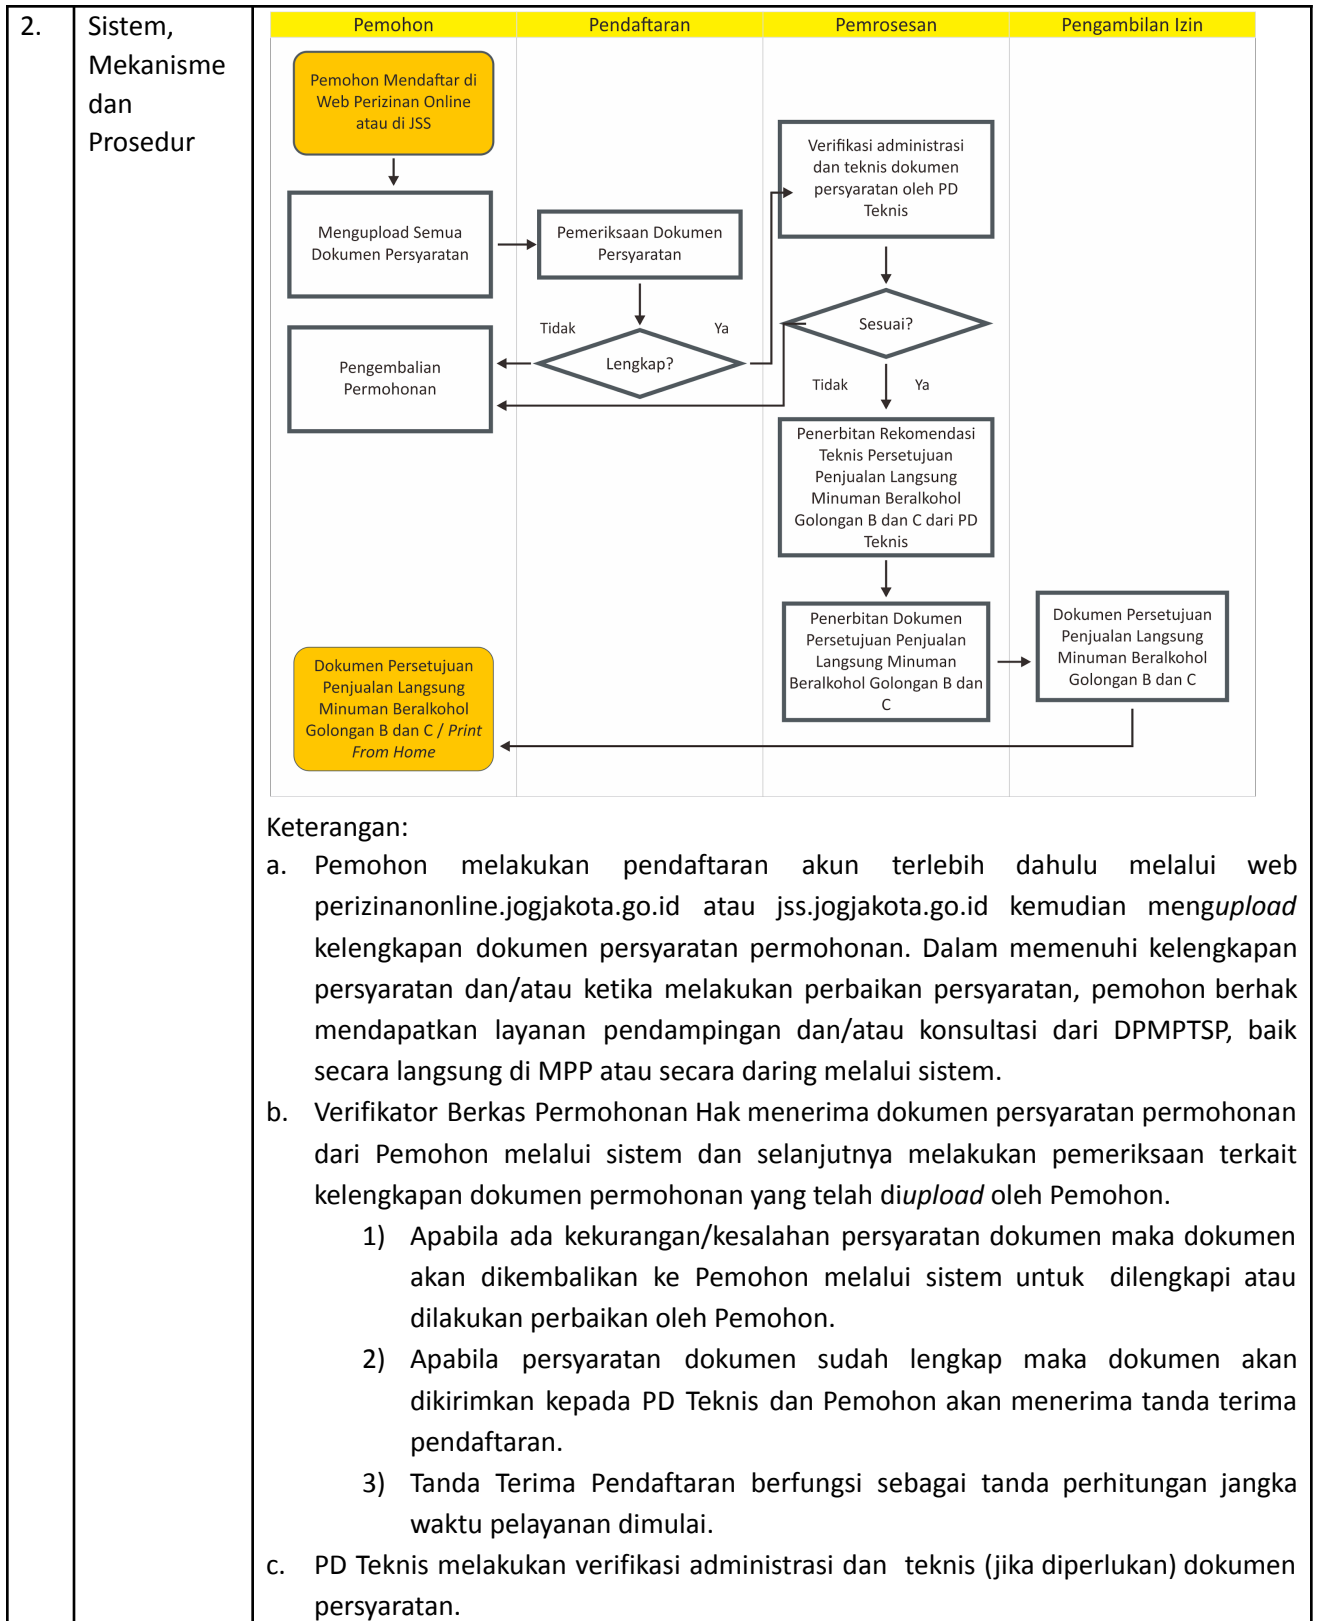 2.
Sistem,
Mekanisme
dan
Prosedur
Pemohon
Pendaftaran
Pemrosesan
Pengambilan Izin
Pemohon Mendaftar di
Web Perizinan Online
atau di JSS
Mengupload Semua
Dokumen Persyaratan
Pemeriksaan Dokumen
Persyaratan
Verifikasi administrasi
dan teknis dokumen
persyaratan oleh PD
Teknis
Tidak
Ya
Lengkap?
Sesuai?
Pengembalian
Permohonan
Tidak
Ya
Penerbitan Rekomendasi
Teknis Persetujuan
Penjualan Langsung
Minuman Beralkohol
Golongan B dan C dari PD
Teknis
Penerbitan Dokumen
Persetujuan Penjualan
Langsung Minuman
Beralkohol Golongan B dan
C
Dokumen Persetujuan
Penjualan Langsung
Minuman Beralkohol
Golongan B dan C
Dokumen Persetujuan
Penjualan Langsung
Minuman Beralkohol
Golongan B dan C / Print
From Home
Keterangan:
a. Pemohon melakukan pendaftaran akun terlebih dahulu melalui web
perizinanonline.jogjakota.go.id atau jss.jogjakota.go.id kemudian mengupload
kelengkapan dokumen persyaratan permohonan. Dalam memenuhi kelengkapan
persyaratan dan/atau ketika melakukan perbaikan persyaratan, pemohon berhak
mendapatkan layanan pendampingan dan/atau konsultasi dari DPMPTSP, baik
secara langsung di MPP atau secara daring melalui sistem.
b. Verifikator Berkas Permohonan Hak menerima dokumen persyaratan permohonan
dari Pemohon melalui sistem dan selanjutnya melakukan pemeriksaan terkait
kelengkapan dokumen permohonan yang telah diupload oleh Pemohon.
1) Apabila ada kekurangan/kesalahan persyaratan dokumen maka dokumen
akan dikembalikan ke Pemohon melalui sistem untuk dilengkapi atau
dilakukan perbaikan oleh Pemohon.
2) Apabila persyaratan dokumen sudah lengkap maka dokumen akan
dikirimkan kepada PD Teknis dan Pemohon akan menerima tanda terima
pendaftaran.
3) Tanda Terima Pendaftaran berfungsi sebagai tanda perhitungan jangka
waktu pelayanan dimulai.
c. PD Teknis melakukan verifikasi administrasi dan teknis (jika diperlukan) dokumen
persyaratan.